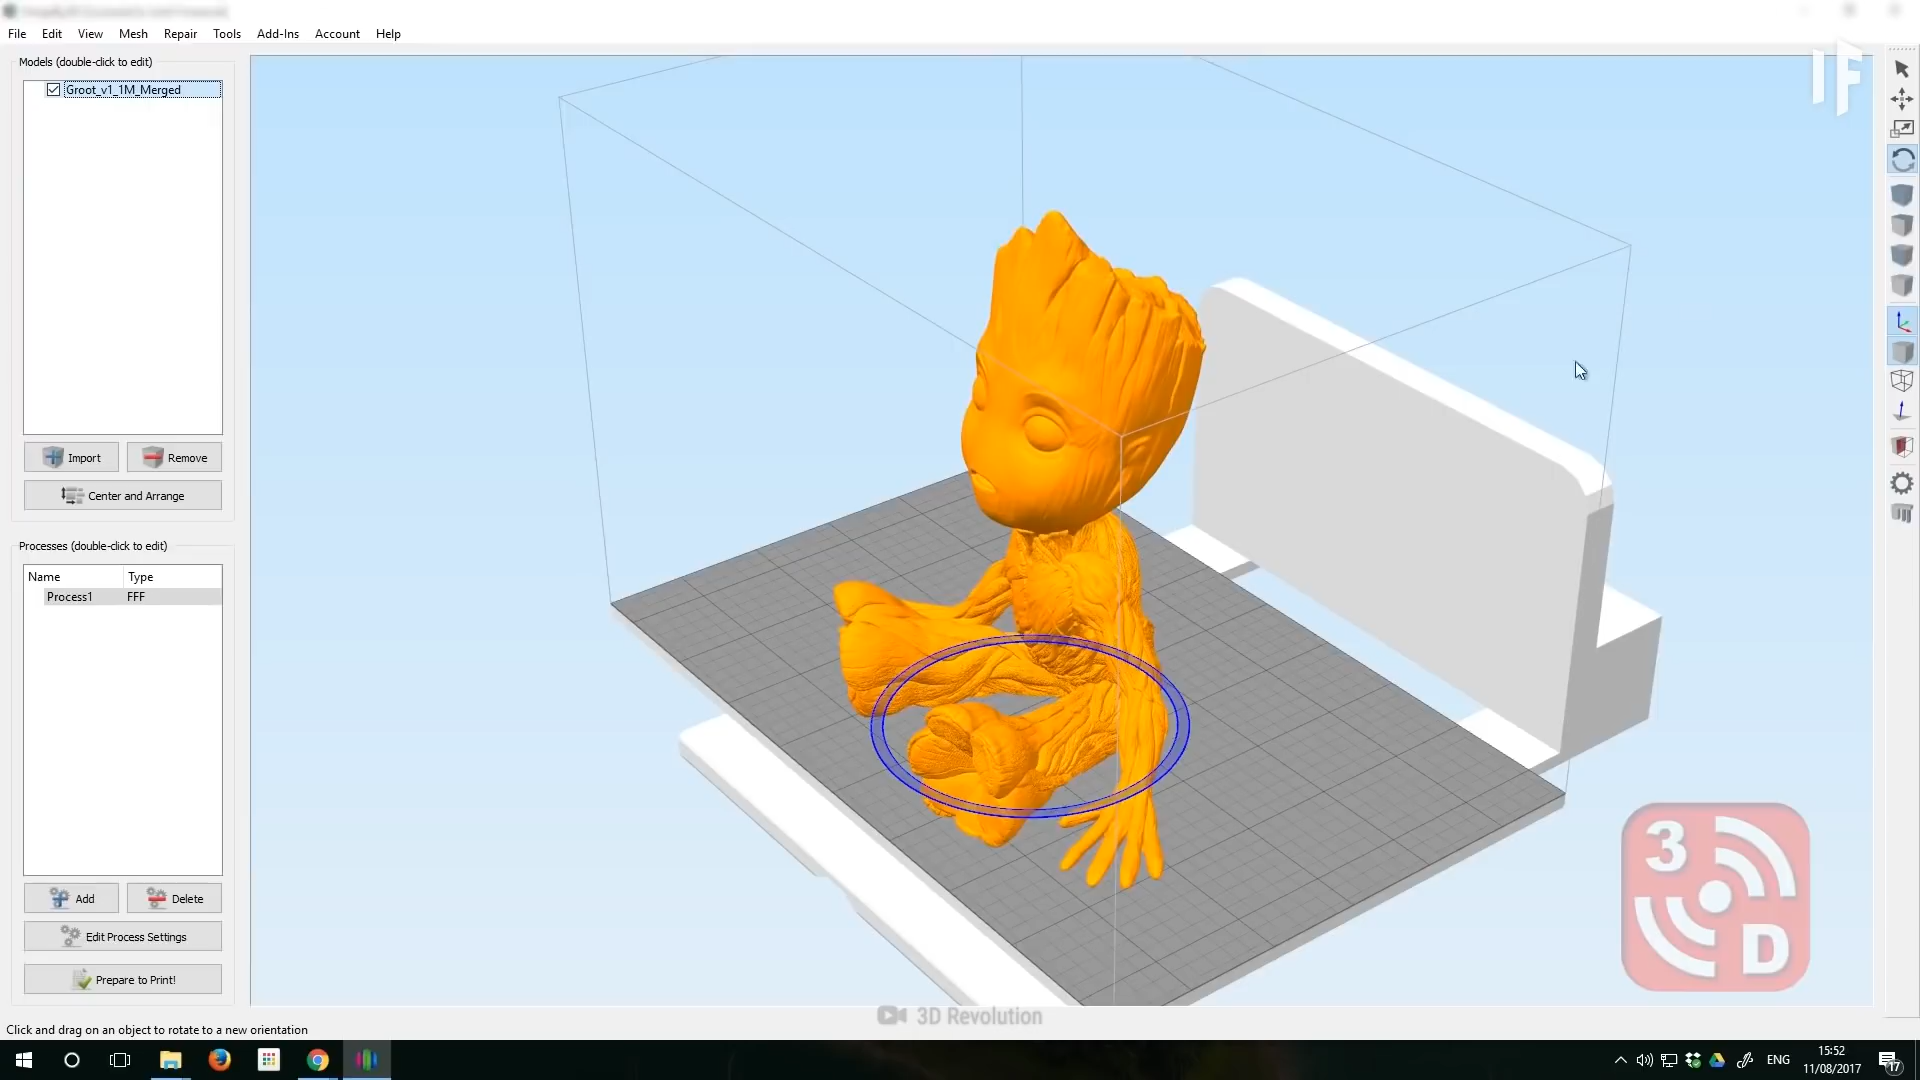 File Edit View Mesh Repair Tools Add-Ins Account Help
Models (double-click to edit)
Groot_v1_1M_Merged
Import Remove
Center and Arrange
Processes (double-click to edit)
Name Type
Process1 FFF
Add Delete
Edit Process Settings
Prepare to Print!
Click and drag on an object to rotate to a new orientation
IF
3 D
3D Revolution
ENG
15:52
11/08/2017
17